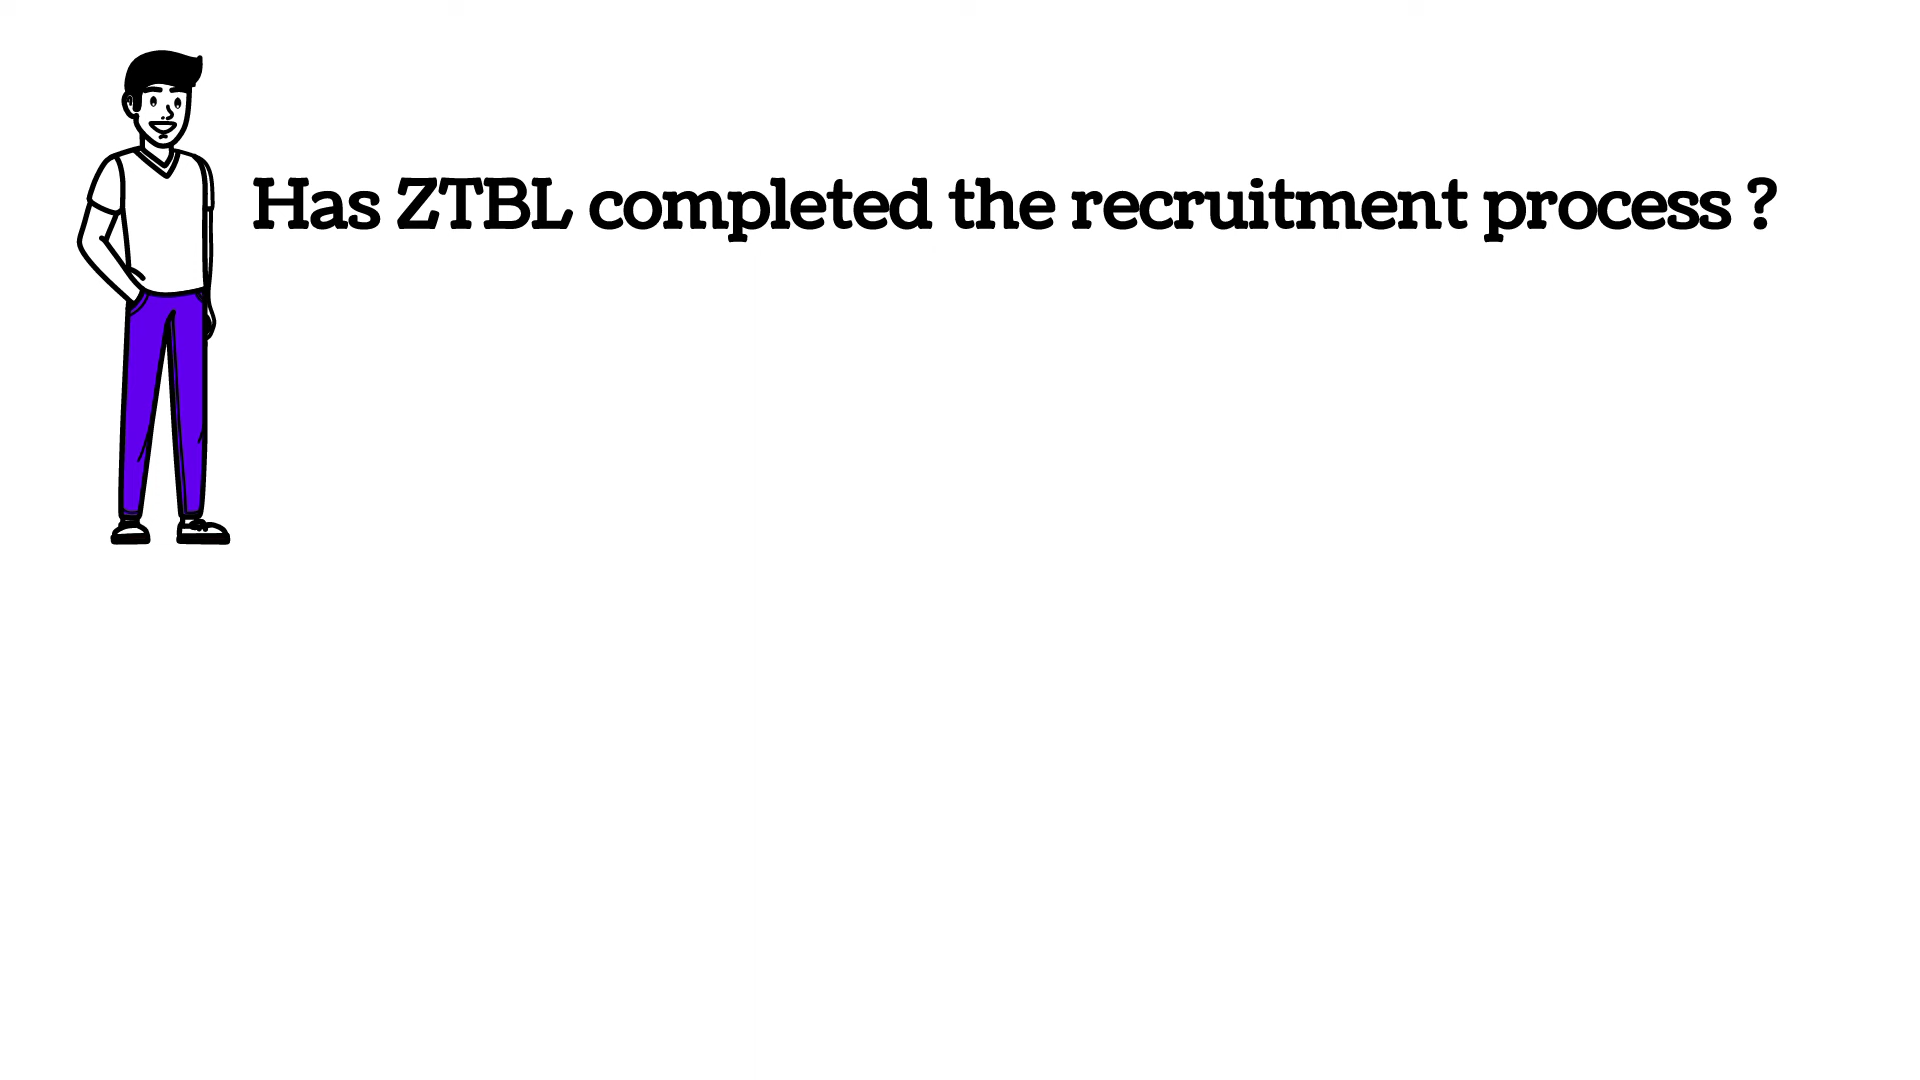 Has ZTBL completed the recruitment process ?